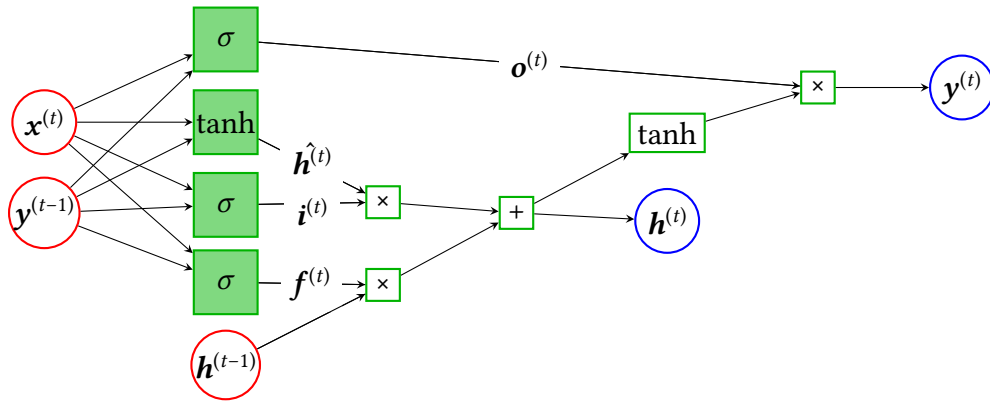 σ
o⁽ᵗ⁾
×
y⁽ᵗ⁾
x⁽ᵗ⁾
tanh
tanh
ĥ⁽ᵗ⁾
y⁽ᵗ⁻¹⁾
σ
i⁽ᵗ⁾
×
+
h⁽ᵗ⁾
σ
f⁽ᵗ⁾
×
h⁽ᵗ⁻¹⁾